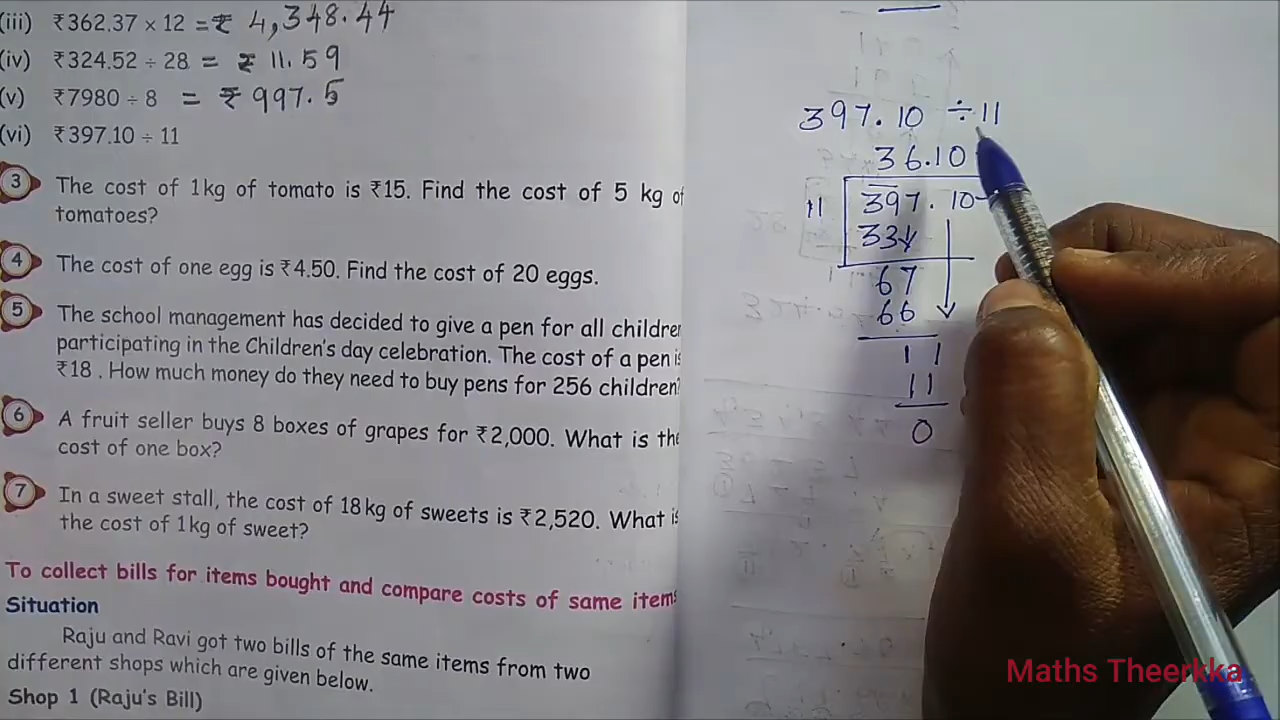 (iii) ₹362.37 × 12 = ₹ 4,348.44
(iv) ₹324.52 ÷ 28 = ₹ 11.59
(v) ₹7980 ÷ 8 = ₹ 997.5
(vi) ₹397.10 ÷ 11
3 The cost of 1kg of tomato is ₹15. Find the cost of 5 kg of
tomatoes?
4 The cost of one egg is ₹4.50. Find the cost of 20 eggs.
5 The school management has decided to give a pen for all children
participating in the Children's day celebration. The cost of a pen is
₹18 . How much money do they need to buy pens for 256 children?
6 A fruit seller buys 8 boxes of grapes for ₹2,000. What is the
cost of one box?
7 In a sweet stall, the cost of 18kg of sweets is ₹2,520. What is
the cost of 1kg of sweet?
To collect bills for items bought and compare costs of same items
Situation
Raju and Ravi got two bills of the same items from two
different shops which are given below.
Shop 1 (Raju's Bill)
397.10 ÷ 11
36.10
11 397.10
33
67
66
11
11
0
Maths Theerkka